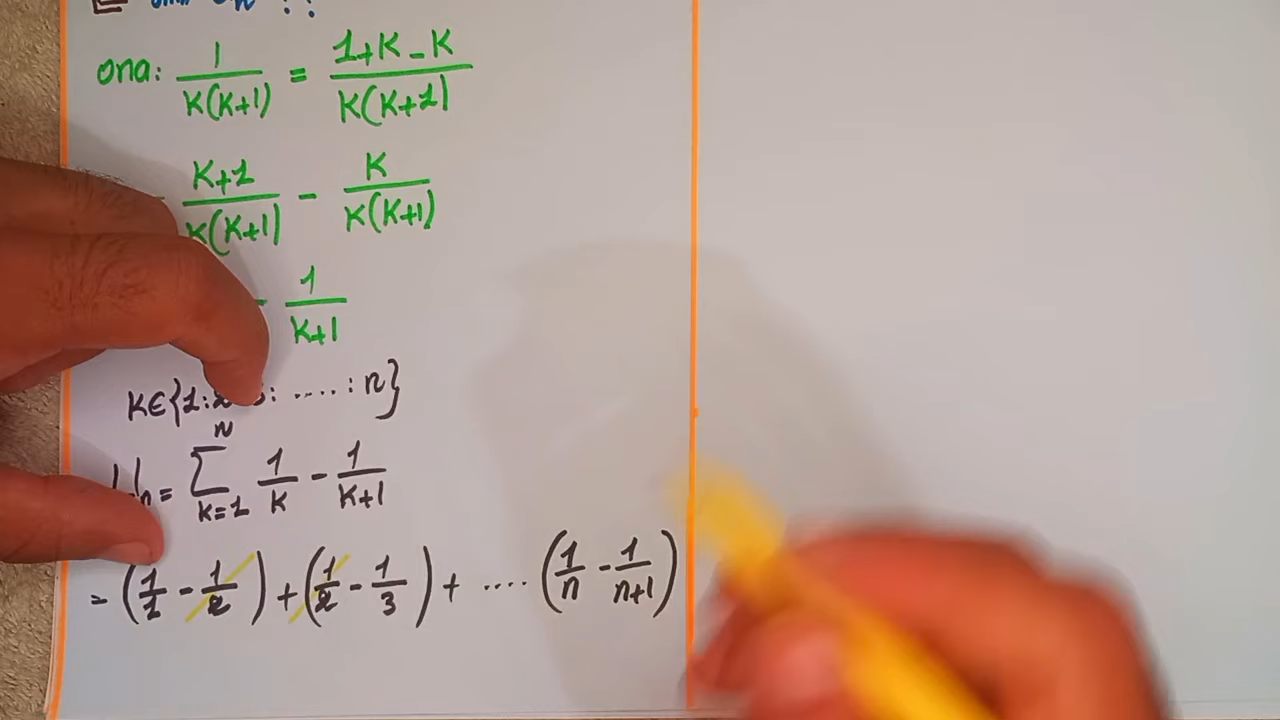 ona: 1/K(K+1) = 1+K-K/K(K+1)
K+1/K(K+1) - K/K(K+1)
- 1/K+1
K∈{1:2 : .... : n}
n = ∑ n K=1 1/K - 1/K+1
= (1/1 - 1/2) + (1/2 - 1/3) + .... (1/n - 1/n+1)